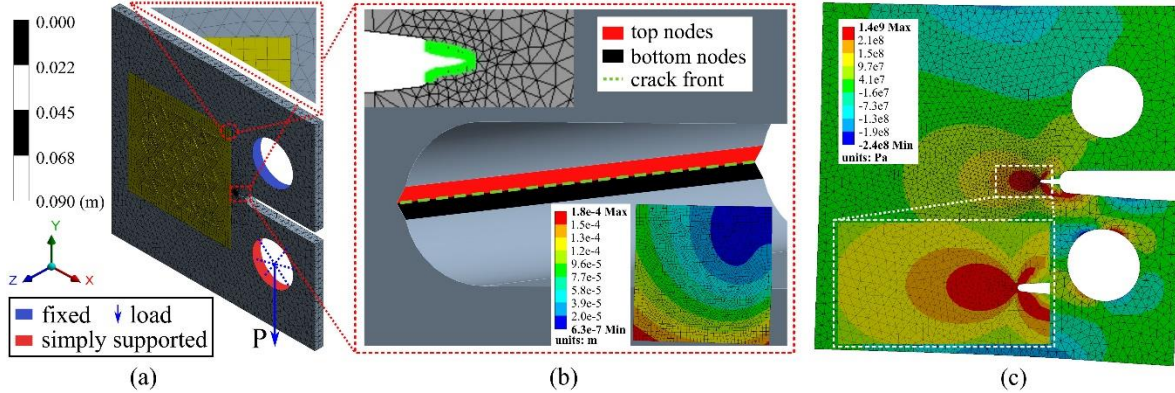 0.000
0.022
0.045
0.068
0.090 (m)
Y
Z
X
fixed
load
simply supported
P
(a)
top nodes
bottom nodes
crack front
1.8e-4 Max
1.5e-4
1.2e-4
9.6e-5
7.7e-5
5.8e-5
3.9e-5
2.0e-5
6.3e-7 Min
units: m
(b)
1.4e9 Max
2.1e8
1.5e8
9.7e7
4.1e7
-1.6e7
-7.3e7
-1.3e8
-1.9e8
-2.4e8 Min
units: Pa
(c)